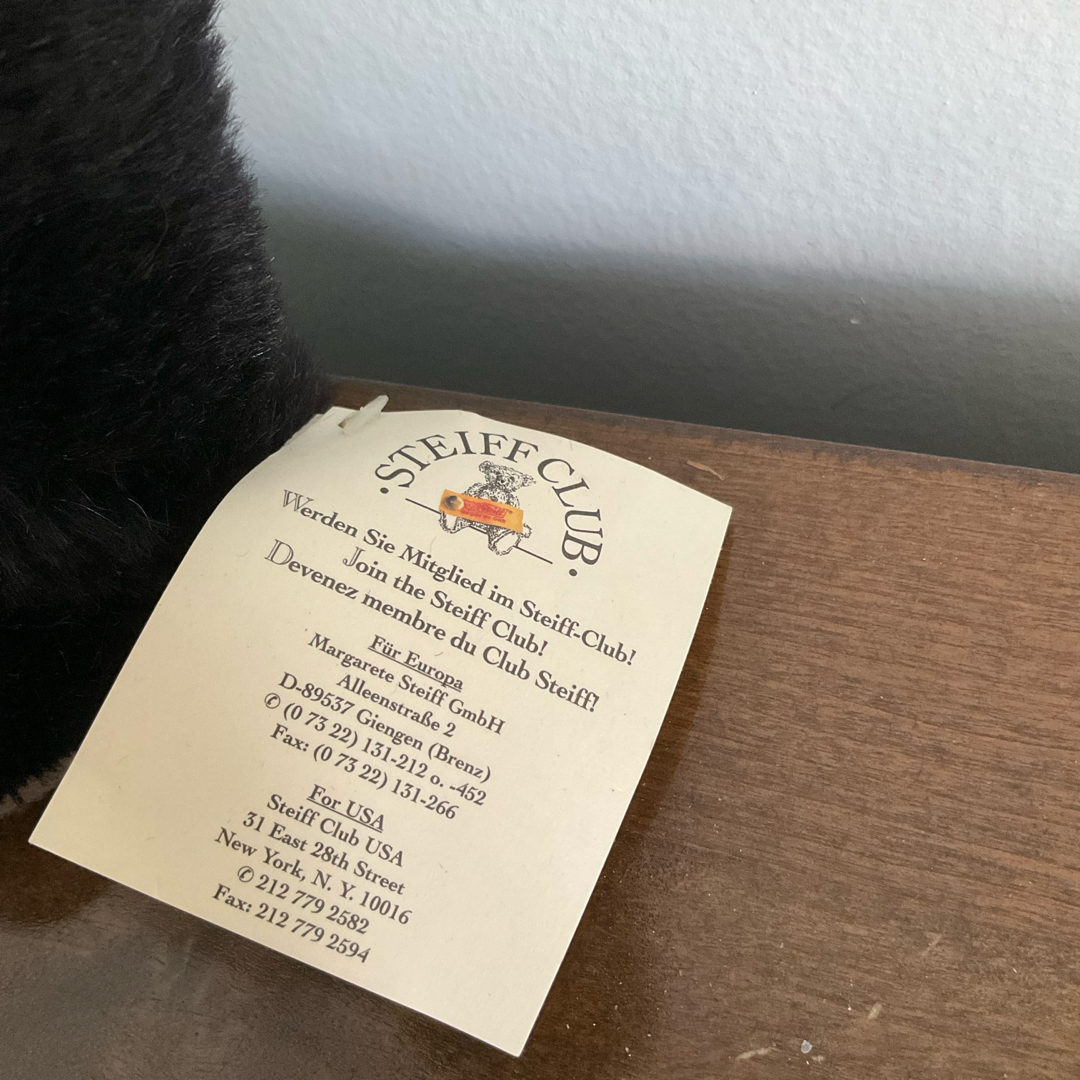 · STEIFF CLUB ·
Werden Sie Mitglied im Steiff-Club!
Join the Steiff Club!
Devenez membre du Club Steiff!
Für Europa
Margarete Steiff GmbH
Alleenstraße 2
D-89537 Giengen (Brenz)
✆ (0 73 22) 131-212 o. -452
Fax: (0 73 22) 131-266
For USA
Steiff Club USA
31 East 28th Street
New York, N. Y. 10016
✆ 212 779 2582
Fax: 212 779 2594